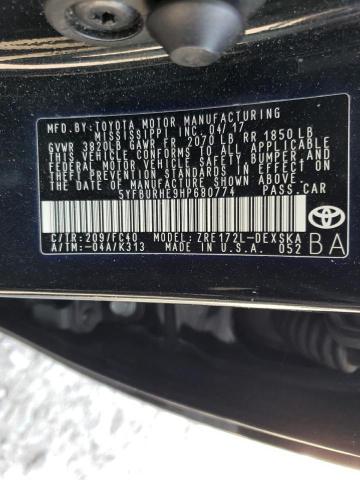 MFD.BY:TOYOTA MOTOR MANUFACTURING
MISSISSIPPI INC. 04/17
GVWR 3820LB GAWR FR 2070 LB RR 1850LB
THIS VEHICLE CONFORMS TO ALL APPLICABLE
FEDERAL MOTOR VEHICLE SAFETY, BUMPER,AND
THEFT PREVENTION STANDARDS IN EFFECT ON
THE DATE OF MANUFACTURE SHOWN ABOVE.
5YFBURHE9HP680774 PASS.CAR
C/TR:209/FC40 MODEL:ZRE172L-DEXSKA
A/TM:-04A/K313 MADE IN U.S.A. 052
BA